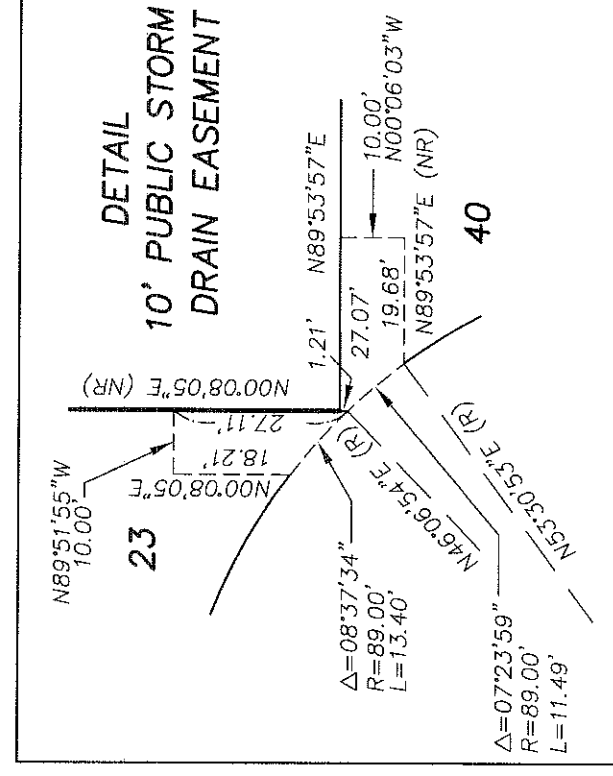 DETAIL
10' PUBLIC STORM
DRAIN EASEMENT
N89°51'55"W
10.00'
23
N00°08'05"E
18.21'
27.11'
N00°08'05"E (NR)
1.21'
N89°53'57"E
27.07'
19.68'
10.00'
N00°06'03"W
N89°53'57"E (NR)
40
N46°06'54"E (R)
N53°30'53"E (R)
Δ=08°37'34"
R=89.00'
L=13.40'
Δ=07°23'59"
R=89.00'
L=11.49'